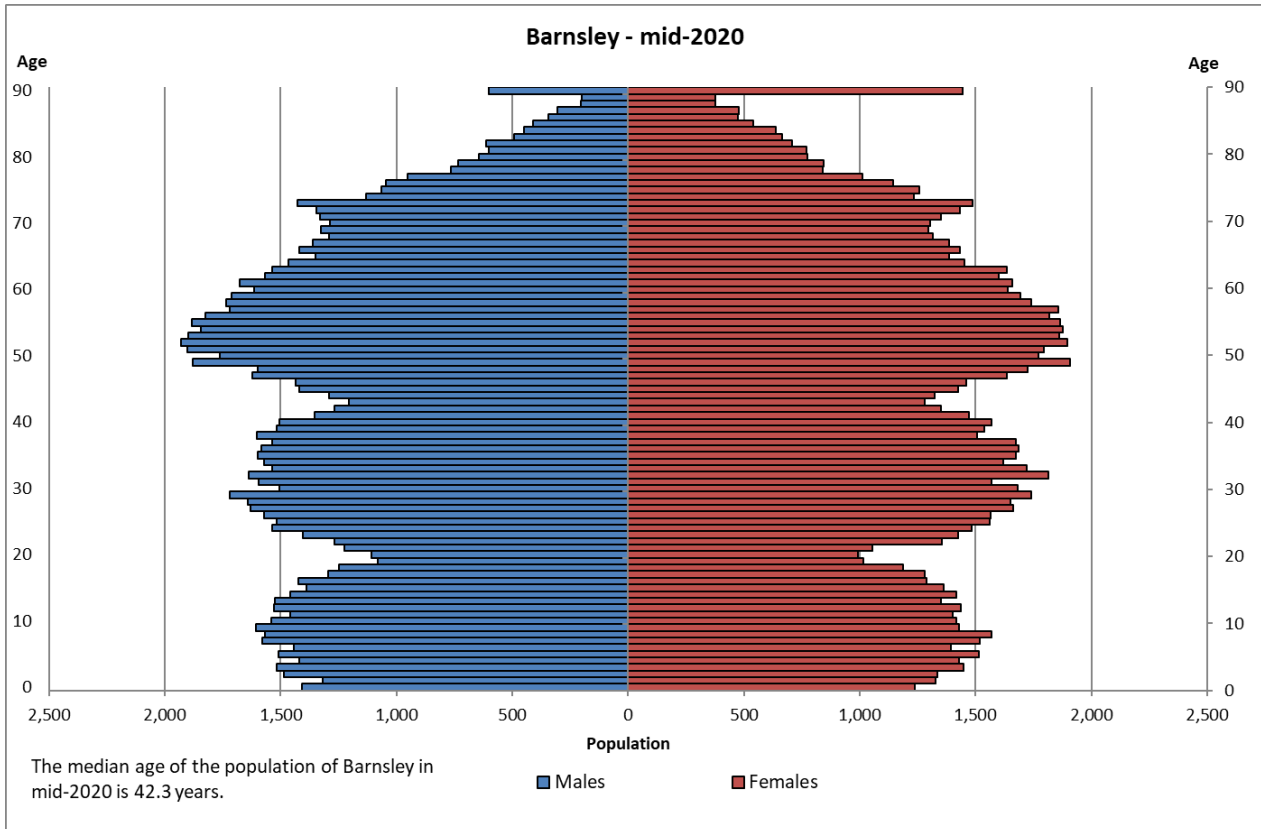 Barnsley - mid-2020
Age Age
90 90
80 80
70 70
60 60
50 50
40 40
30 30
20 20
10 10
0 0
2,500 2,000 1,500 1,000 500 0 500 1,000 1,500 2,000 2,500
Population
The median age of the population of Barnsley in
mid-2020 is 42.3 years.
Males Females